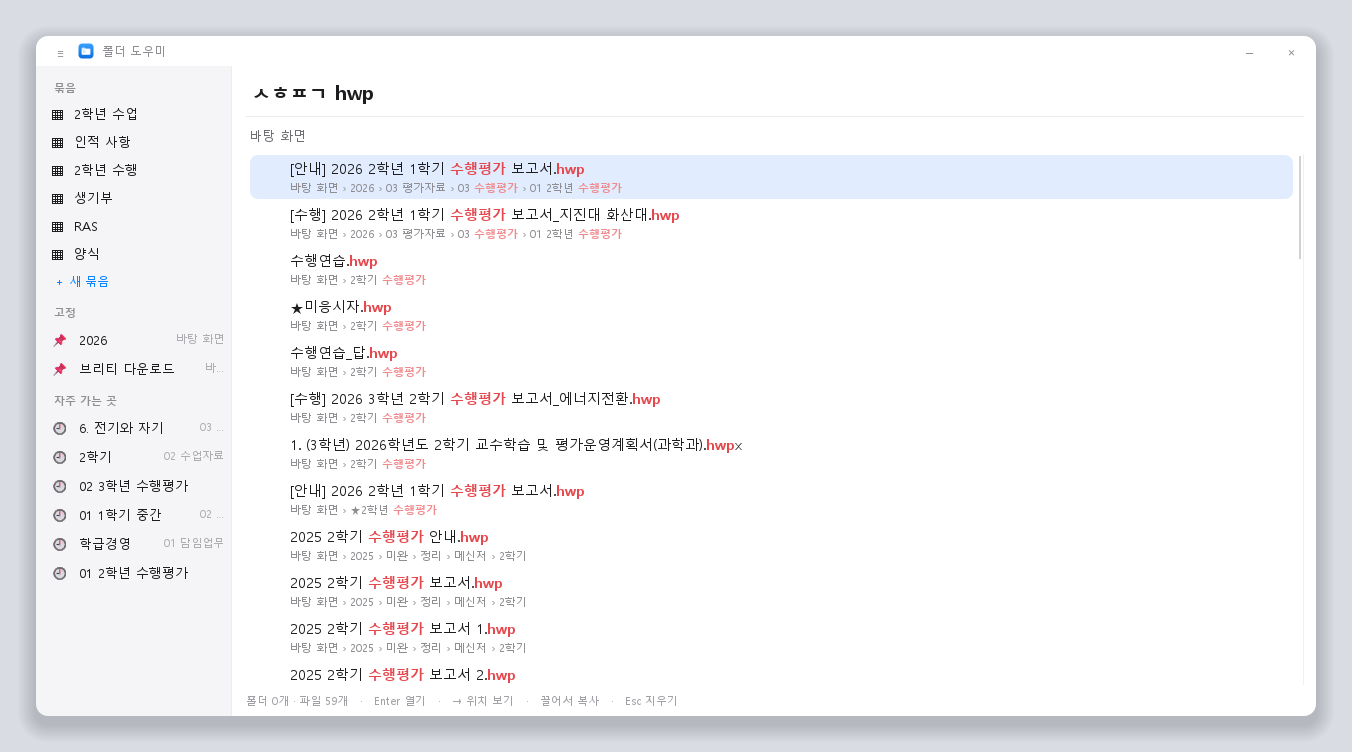 폴더 도우미
묶음
2학년 수업
인적 사항
2학년 수행
생기부
RAS
양식
+ 새 묶음
고정
2026 바탕 화면
브리티 다운로드 바...
자주 가는 곳
6. 전기와 자기 03 ...
2학기 02 수업자료
02 3학년 수행평가
01 1학기 중간 02 ...
학급경영 01 담임업무
01 2학년 수행평가
ㅅㅎㅍㄱ hwp
바탕 화면
[안내] 2026 2학년 1학기 수행평가 보고서.hwp
바탕 화면 › 2026 › 03 평가자료 › 03 수행평가 › 01 2학년 수행평가
[수행] 2026 2학년 1학기 수행평가 보고서_지진대 화산대.hwp
바탕 화면 › 2026 › 03 평가자료 › 03 수행평가 › 01 2학년 수행평가
수행연습.hwp
바탕 화면 › 2학기 수행평가
★미응시자.hwp
바탕 화면 › 2학기 수행평가
수행연습_답.hwp
바탕 화면 › 2학기 수행평가
[수행] 2026 3학년 2학기 수행평가 보고서_에너지전환.hwp
바탕 화면 › 2학기 수행평가
1. (3학년) 2026학년도 2학기 교수학습 및 평가운영계획서(과학과).hwpx
바탕 화면 › 2학기 수행평가
[안내] 2026 2학년 1학기 수행평가 보고서.hwp
바탕 화면 › ★2학년 수행평가
2025 2학기 수행평가 안내.hwp
바탕 화면 › 2025 › 미완 › 정리 › 메신저 › 2학기
2025 2학기 수행평가 보고서.hwp
바탕 화면 › 2025 › 미완 › 정리 › 메신저 › 2학기
2025 2학기 수행평가 보고서 1.hwp
바탕 화면 › 2025 › 미완 › 정리 › 메신저 › 2학기
2025 2학기 수행평가 보고서 2.hwp
폴더 0개 · 파일 59개 · Enter 열기 · → 위치 보기 · 끌어서 복사 · Esc 지우기